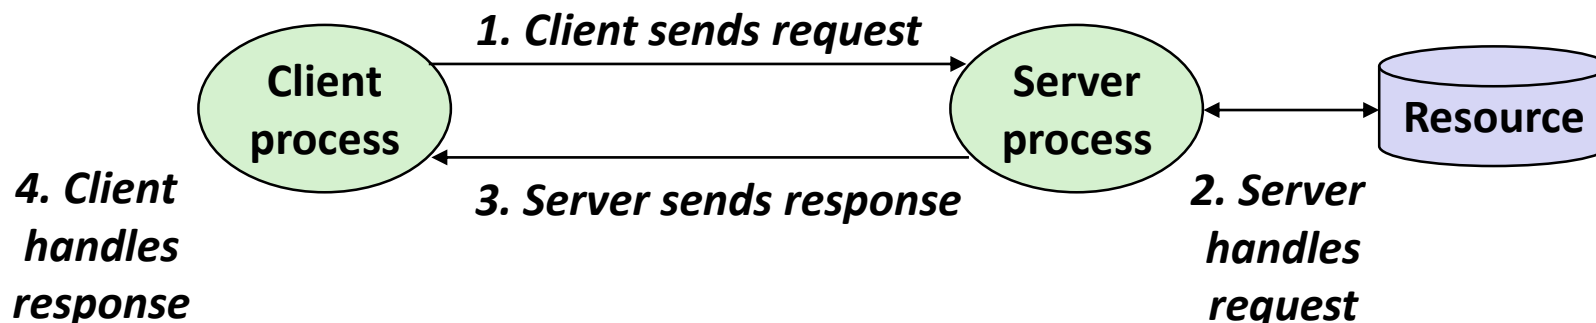 1. Client sends request
Client
process
Server
process
Resource
3. Server sends response
4. Client
handles
response
2. Server
handles
request